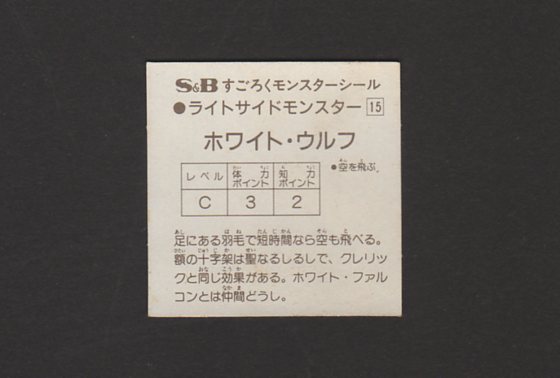 S&Bすごろくモンスターシール
●ライトサイドモンスター 15
ホワイト・ウルフ
レベル 体力ポイント 知力ポイント ●空を飛ぶ。
C 3 2
足にある羽毛で短時間なら空も飛べる。
額の十字架は聖なるしるしで、クレリッ
クと同じ効果がある。ホワイト・ファル
コンとは仲間どうし。